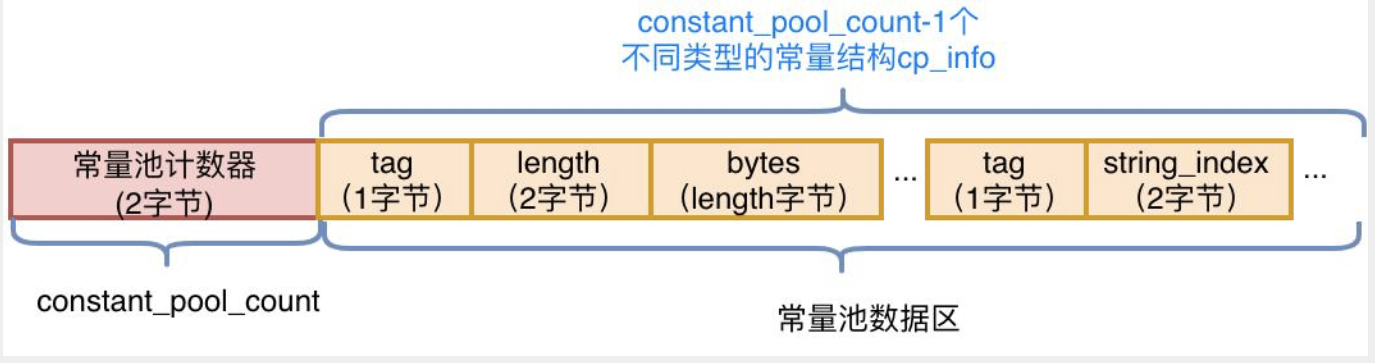 constant_pool_count-1个
不同类型的常量结构cp_info
常量池计数器
(2字节)
tag
(1字节)
length
(2字节)
bytes
(length字节)
...
tag
(1字节)
string_index
(2字节)
...
constant_pool_count
常量池数据区